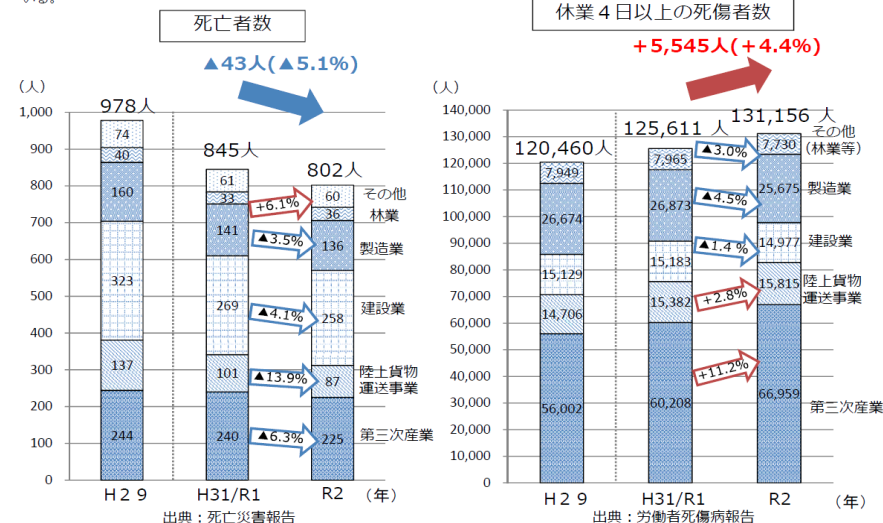 いる。
死亡者数
▲43人(▲5.1%)
(人)
1,000
900
800
700
600
500
400
300
200
100
0
978人
74
40
160
323
137
244
845人
61
33
141
269
101
240
+6.1%
▲3.5%
▲4.1%
▲13.9%
▲6.3%
802人
60
36
136
258
87
225
その他
林業
製造業
建設業
陸上貨物
運送事業
第三次産業
H29
H31/R1
R2
(年)
出典：死亡災害報告
休業４日以上の死傷者数
+5,545人(+4.4%)
(人)
140,000
130,000
120,000
110,000
100,000
90,000
80,000
70,000
60,000
50,000
40,000
30,000
20,000
10,000
0
120,460人
7,949
26,674
15,129
14,706
56,002
125,611 人
7,965
26,873
15,183
15,382
60,208
▲3.0%
▲4.5%
▲1.4 %
+2.8%
+11.2%
131,156 人
7,730
25,675
14,977
15,815
66,959
その他
(林業等)
製造業
建設業
陸上貨物
運送事業
第三次産業
H29
H31/R1
R2
(年)
出典：労働者死傷病報告